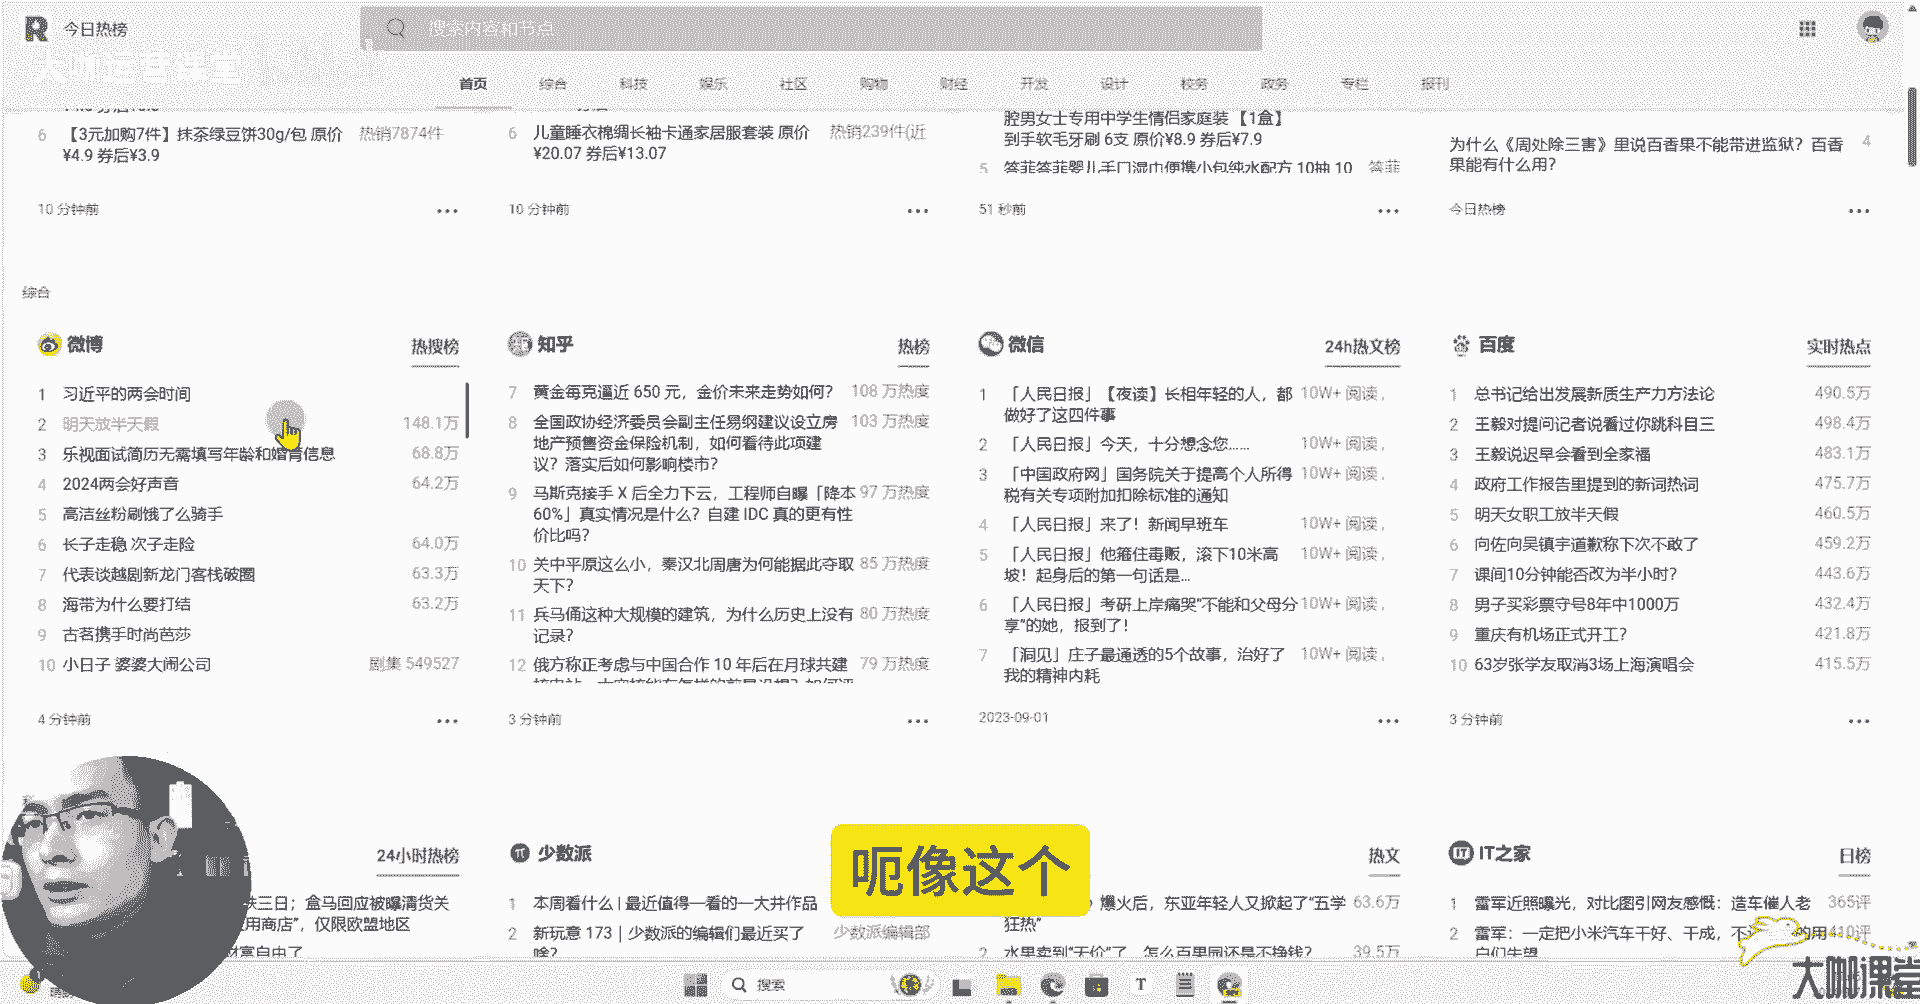 今日热榜
搜索内容和节点
大咖运营课堂
首页 综合 科技 娱乐 社区 购物 财经 开发 设计 校务 政务 专栏 报刊
6 【3元加购7件】抹茶绿豆饼30g/包 原价 热销7874件
¥4.9 券后¥3.9
10 分钟前
6 儿童睡衣棉绸长袖卡通家居服套装 原价 热销239件(近
¥20.07 券后¥13.07
10 分钟前
腔男女士专用中学生情侣家庭装 【1盒】
到手软毛牙刷 6支 原价¥8.9 券后¥7.9
5 答菲答菲婴儿手口湿巾便携小包纯水配方 10抽 10 答菲
51 秒前
为什么《周处除三害》里说百香果不能带进监狱？百香 4
果能有什么用？
今日热榜
综合
微博 热搜榜
1 习近平的两会时间
2 明天放半天假 148.1万
3 乐视面试简历无需填写年龄和婚育信息 68.8万
4 2024两会好声音 64.2万
5 高洁丝粉刷饿了么骑手
6 长子走稳 次子走险 64.0万
7 代表谈越剧新龙门客栈破圈 63.3万
8 海带为什么要打结 63.2万
9 古茗携手时尚芭莎
10 小日子 婆婆大闹公司 剧集 549527
4 分钟前
知乎 热榜
7 黄金每克逼近 650 元，金价未来走势如何？ 108 万热度
8 全国政协经济委员会副主任易纲建议设立房 103 万热度
地产预售资金保险机制，如何看待此项建
议？落实后如何影响楼市？
9 马斯克接手 X 后全力下云，工程师自曝「降本 97 万热度
60%」真实情况是什么？自建 IDC 真的更有性
价比吗？
10 关中平原这么小，秦汉北周唐为何能据此夺取 85 万热度
天下？
11 兵马俑这种大规模的建筑，为什么历史上没有 80 万热度
记录？
12 俄方称正考虑与中国合作 10 年后在月球共建 79 万热度
3 分钟前
微信 24h热文榜
1 「人民日报」【夜读】长相年轻的人，都 10W+ 阅读，
做好了这四件事
2 「人民日报」今天，十分想念您…… 10W+ 阅读，
3 「中国政府网」国务院关于提高个人所得 10W+ 阅读，
税有关专项附加扣除标准的通知
4 「人民日报」来了！新闻早班车 10W+ 阅读，
5 「人民日报」他箍住毒贩，滚下10米高 10W+ 阅读，
坡！起身后的第一句话是…
6 「人民日报」考研上岸痛哭“不能和父母分 10W+ 阅读，
享”的她，报到了！
7 「洞见」庄子最通透的5个故事，治好了 10W+ 阅读，
我的精神内耗
2023-09-01
百度 实时热点
1 总书记给出发展新质生产力方法论 490.5万
2 王毅对提问记者说看过你跳科目三 498.4万
3 王毅说迟早会看到全家福 483.1万
4 政府工作报告里提到的新词热词 475.7万
5 明天女职工放半天假 460.5万
6 向佐向吴镇宇道歉称下次不敢了 459.2万
7 课间10分钟能否改为半小时？ 443.6万
8 男子买彩票守号8年中1000万 432.4万
9 重庆有机场正式开工？ 421.8万
10 63岁张学友取消3场上海演唱会 415.5万
3 分钟前
24小时热榜
三日；盒马回应被曝清货关
用商店”，仅限欧盟地区
财富自由了
少数派 热文
1 本周看什么 | 最近值得一看的一大井作品
2 新玩意 173｜少数派的编辑们最近买了 少数派编辑部
啥？
爆火后，东亚年轻人又掀起了“五学 63.6万
狂热”
2 水果卖到“天价”了，怎么百果园还是不挣钱？ 39.5万
IT之家 日榜
1 雷军近照曝光，对比图引网友感慨：造车催人老 365评
2 雷军：一定把小米汽车干好、干成，不 的用 410评
户们失望
呃像这个
搜索
大咖课堂